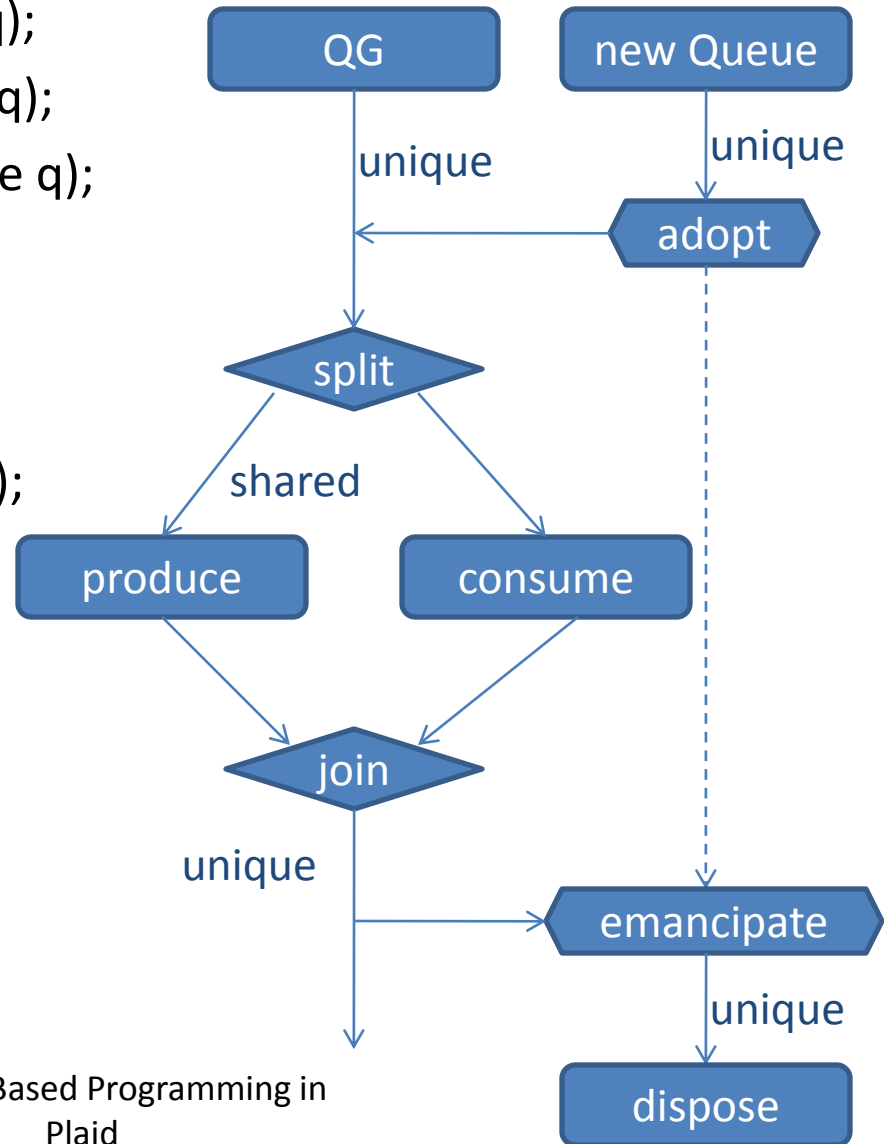 q);
q);
e q);
);
QG
new Queue
unique
unique
adopt
split
shared
produce
consume
join
unique
emancipate
unique
dispose
Based Programming in
Plaid